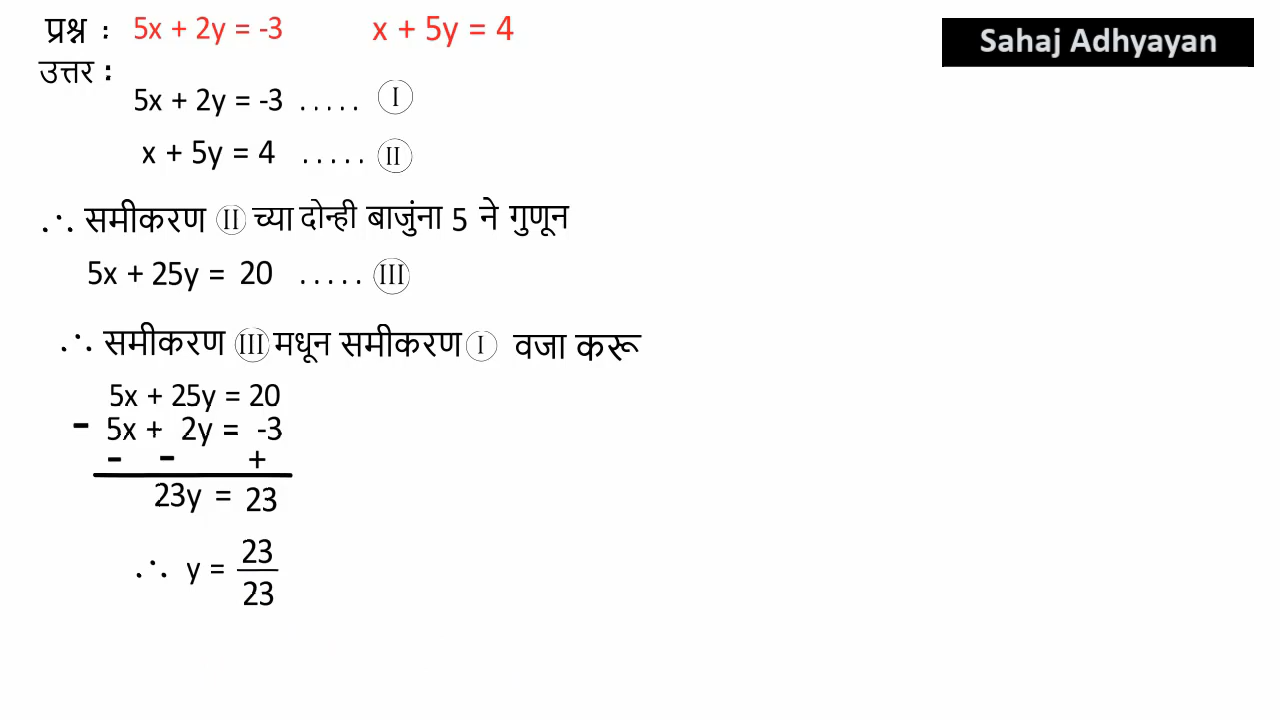 प्रश्न : 5x + 2y = -3 x + 5y = 4
Sahaj Adhyayan
उत्तर :
5x + 2y = -3 ..... Ⅰ
x + 5y = 4 ..... Ⅱ
∴ समीकरण Ⅱ च्या दोन्ही बाजुंना 5 ने गुणून
5x + 25y = 20 ..... Ⅲ
∴ समीकरण Ⅲ मधून समीकरण Ⅰ वजा करू
5x + 25y = 20
- 5x + 2y = -3
- - +
23y = 23
∴ y = 23/23